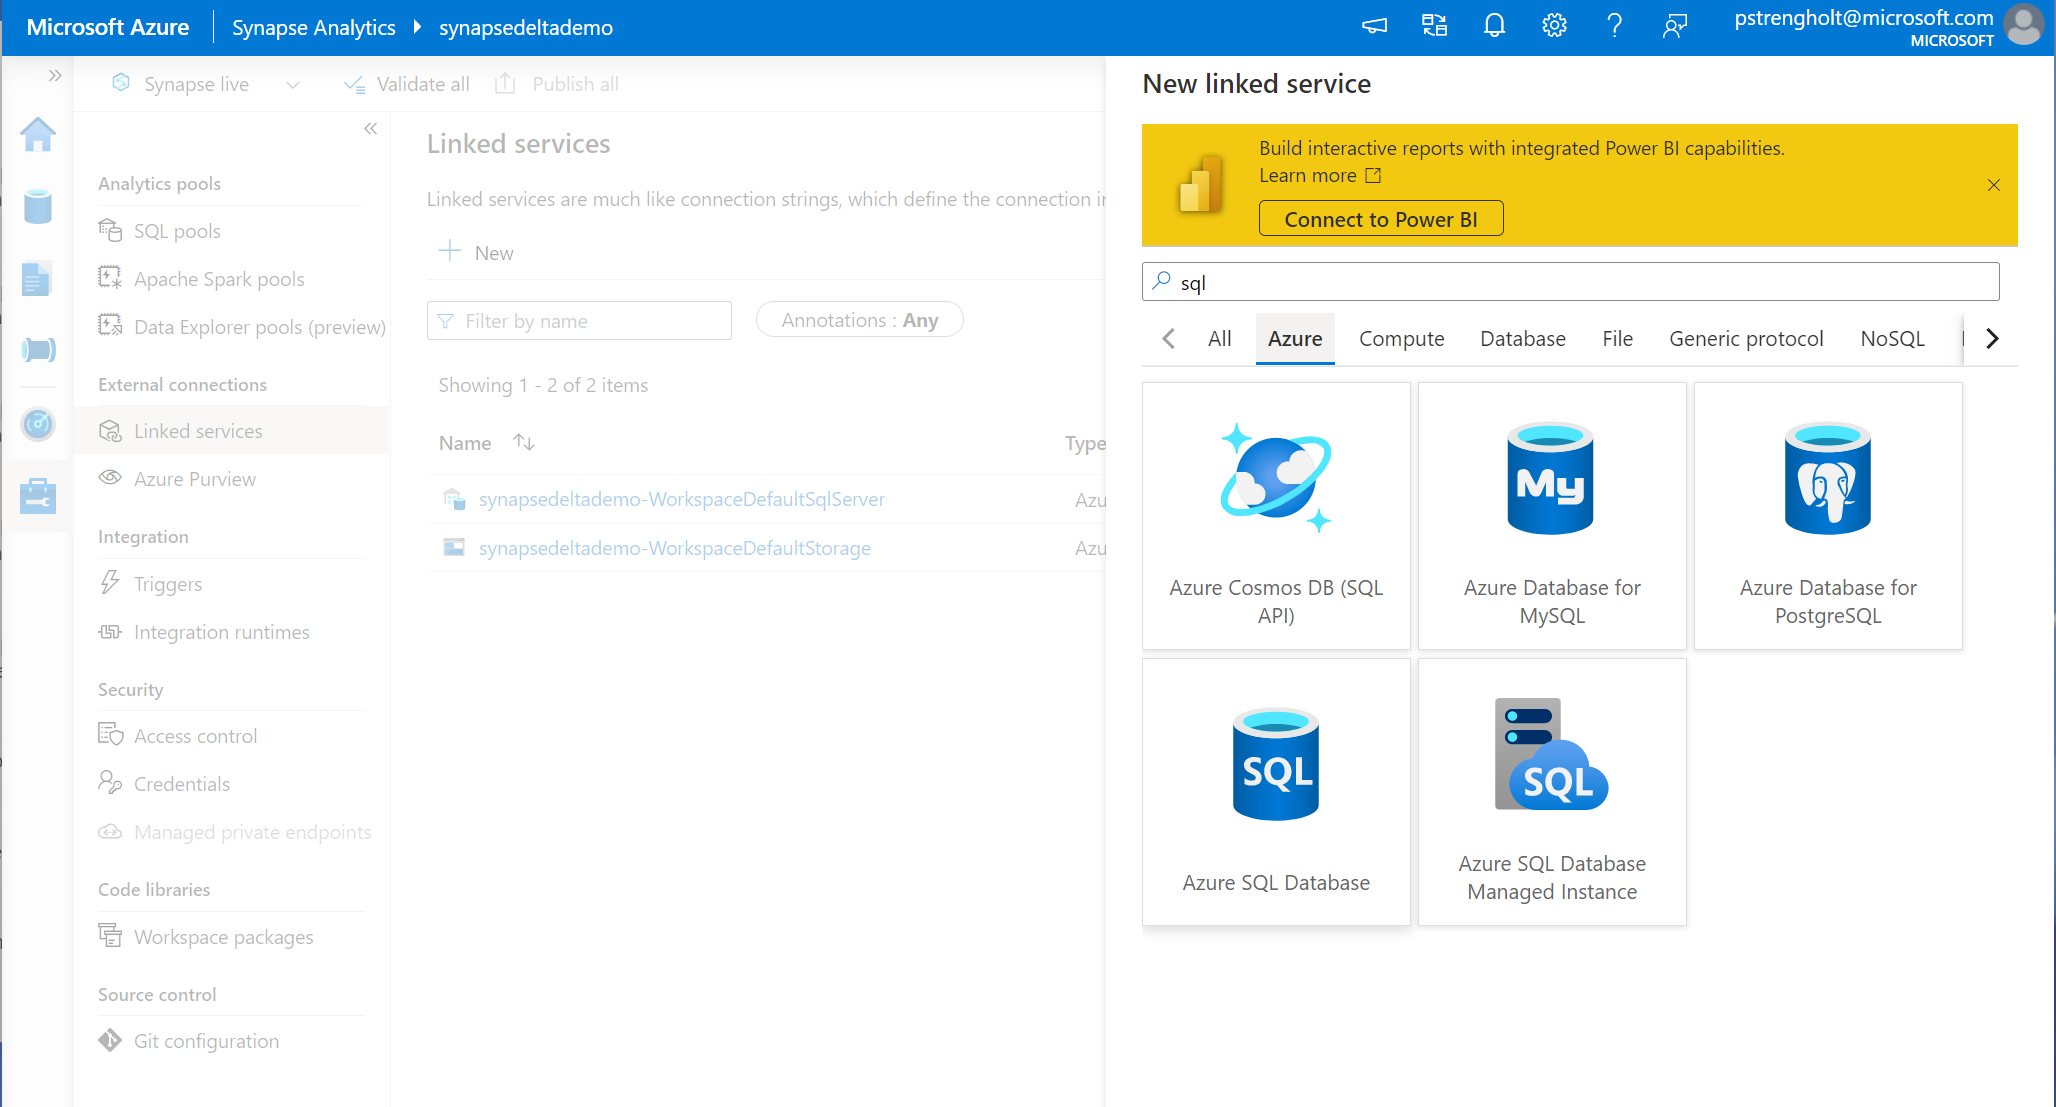 Microsoft Azure
Synapse Analytics
synapsedeltademo
pstrengholt@microsoft.com
MICROSOFT
Synapse live
Validate all
Publish all
Analytics pools
SQL pools
Apache Spark pools
Data Explorer pools (preview)
External connections
Linked services
Azure Purview
Integration
Triggers
Integration runtimes
Security
Access control
Credentials
Managed private endpoints
Code libraries
Workspace packages
Source control
Git configuration
Linked services
Linked services are much like connection strings, which define the connection
New
Filter by name
Annotations : Any
Showing 1 - 2 of 2 items
Name
Type
synapsedeltademo-WorkspaceDefaultSqlServer
Azu
synapsedeltademo-WorkspaceDefaultStorage
Azu
New linked service
Build interactive reports with integrated Power BI capabilities.
Learn more
Connect to Power BI
sql
All
Azure
Compute
Database
File
Generic protocol
NoSQL
Azure Cosmos DB (SQL
API)
My
Azure Database for
MySQL
Azure Database for
PostgreSQL
SQL
Azure SQL Database
SQL
Azure SQL Database
Managed Instance